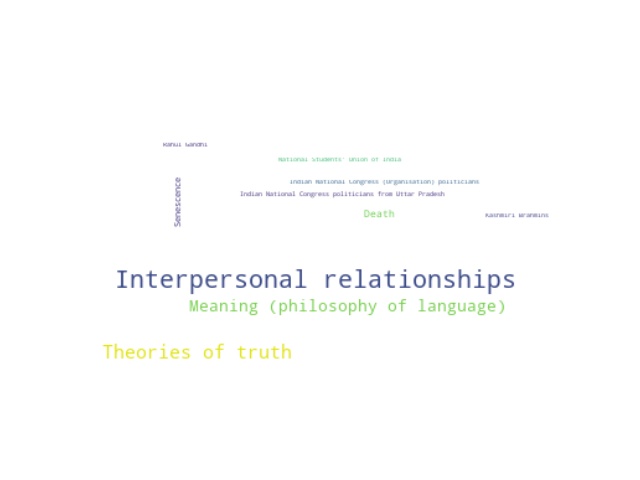 Rahul Gandhi
National Students' Union of India
Indian National Congress (Organisation) politicians
Senescence
Indian National Congress politicians from Uttar Pradesh
Death
Kashmiri Brahmins
Interpersonal relationships
Meaning (philosophy of language)
Theories of truth